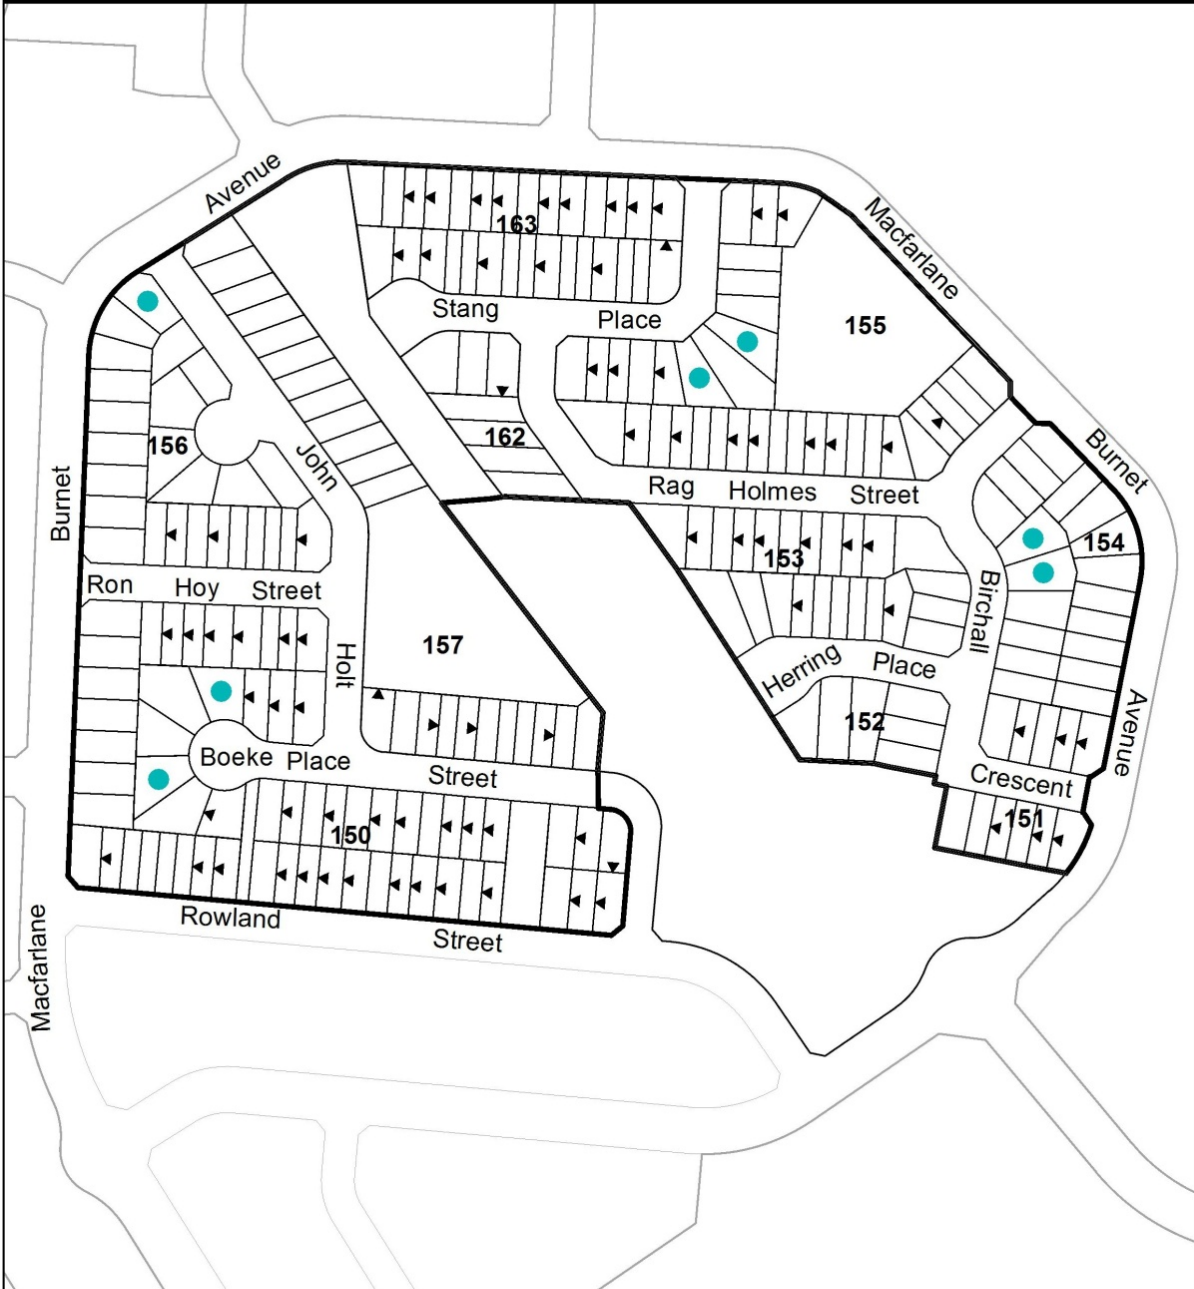 Avenue
Macfarlane
163
Stang
Place
155
Burnet
162
156
John
Burnet
Rag Holmes Street
154
153
Ron Hoy Street
Birchall
157
Holt
Herring
Place
Avenue
152
Boeke Place
Street
Crescent
151
150
Rowland
Street
Macfarlane